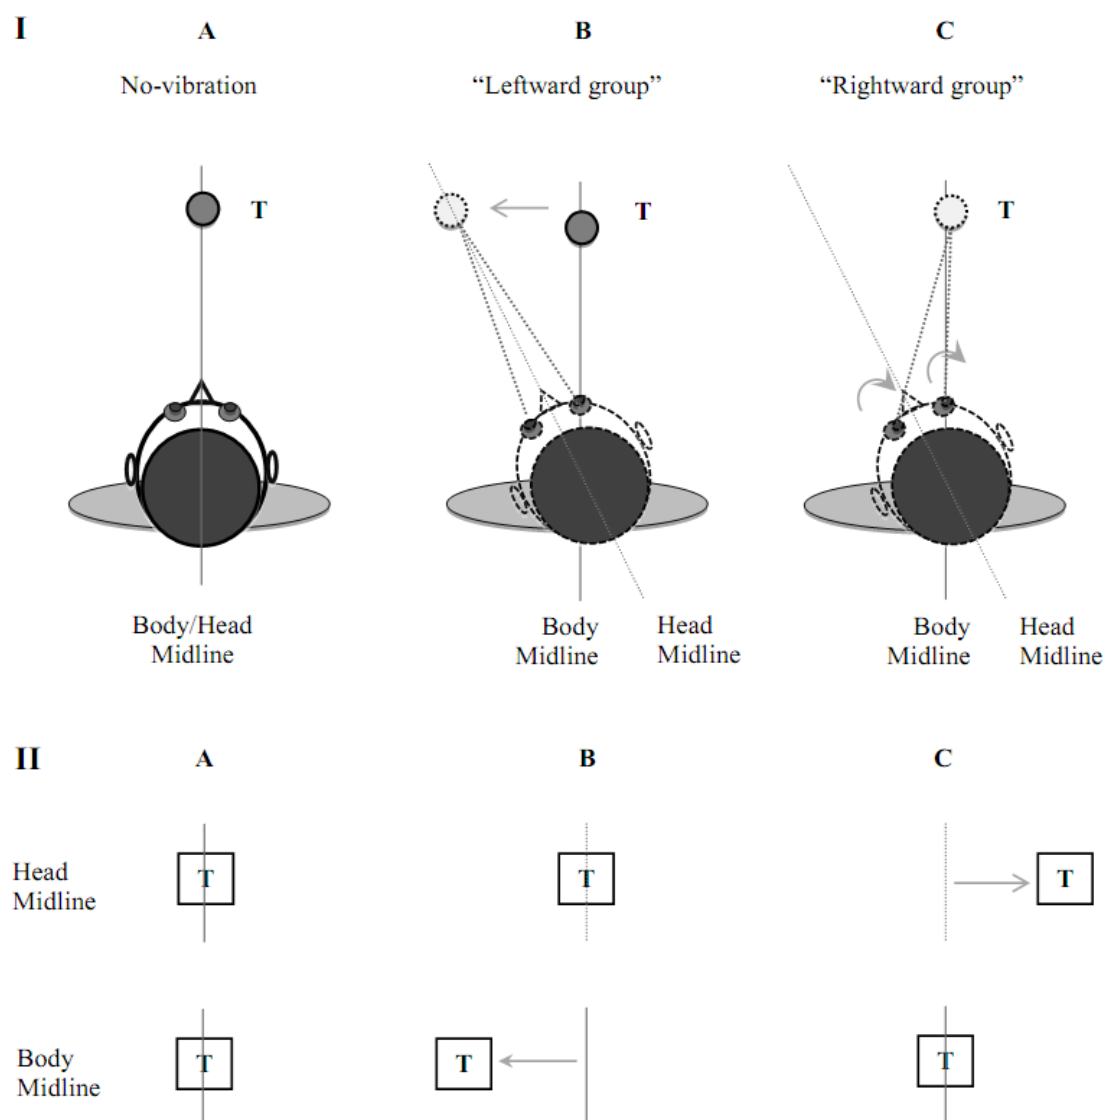 I A B C
No-vibration “Leftward group” “Rightward group”
T T T
Body/Head
Midline
Body
Midline
Head
Midline
Body
Midline
Head
Midline
II A B C
Head
Midline
T T T
Body
Midline
T T T